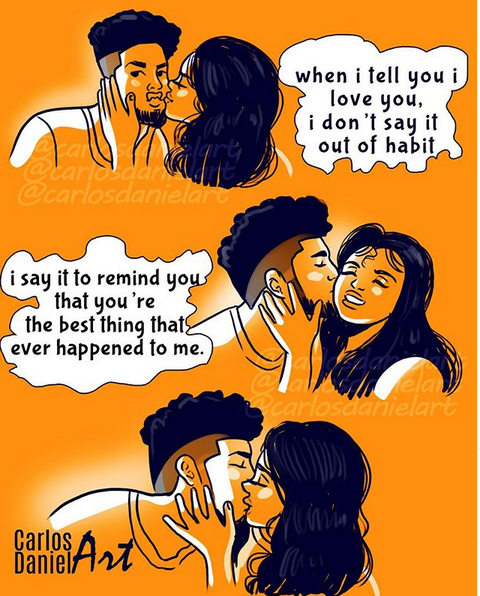 when i tell you i
love you,
i don't say it
out of habit
@carlosdanielart
@carlosdanielart
i say it to remind you
that you're
the best thing that
ever happened to me.
@carlosdanielart
@carlosdanielart
Carlos
Daniel Art